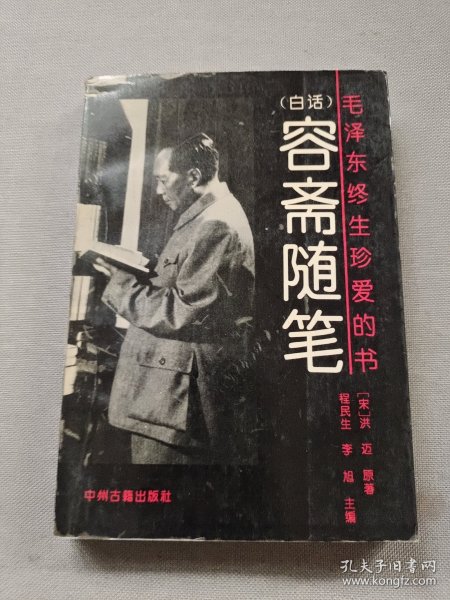 毛泽东终生珍爱的书
(白话)
容斋随笔
[宋]洪迈 原著
程民生 李旭 主编
中州古籍出版社
孔夫子旧书网
www.kongfz.com